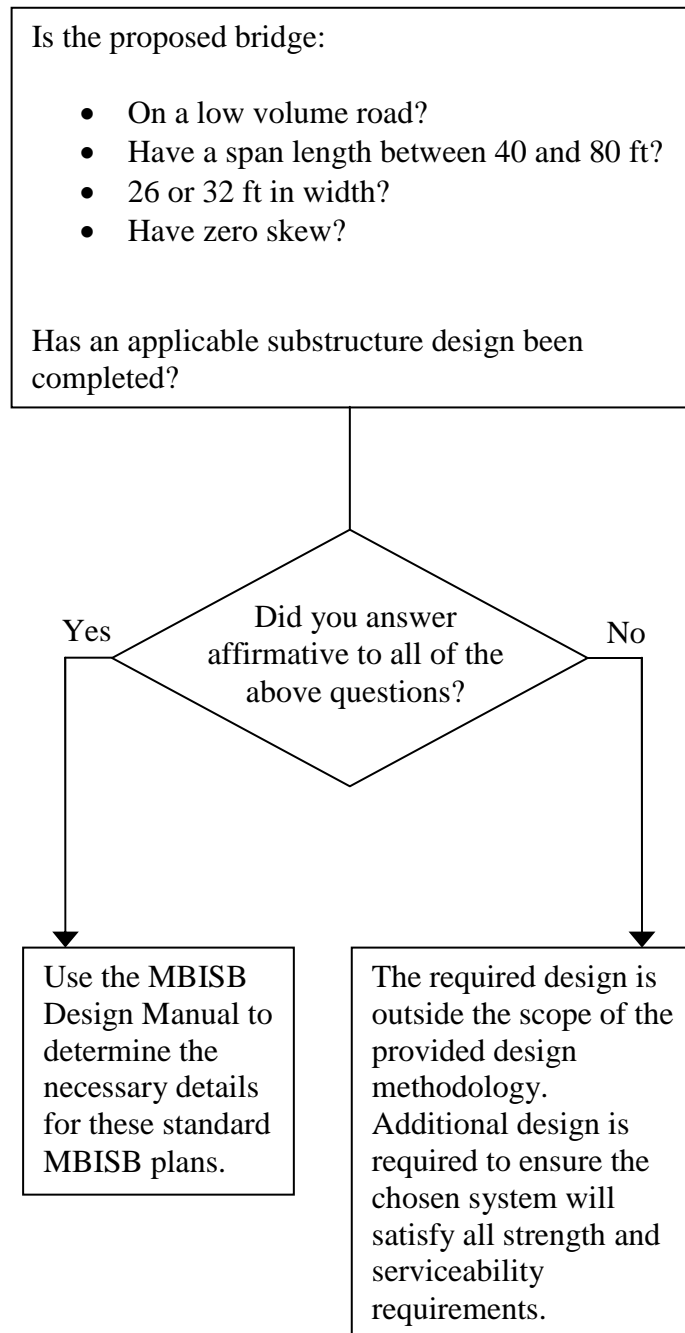 Is the proposed bridge:
• On a low volume road?
• Have a span length between 40 and 80 ft?
• 26 or 32 ft in width?
• Have zero skew?
Has an applicable substructure design been
completed?
Did you answer
affirmative to all of the
above questions?
Yes
No
Use the MBISB
Design Manual to
determine the
necessary details
for these standard
MBISB plans.
The required design is
outside the scope of the
provided design
methodology.
Additional design is
required to ensure the
chosen system will
satisfy all strength and
serviceability
requirements.